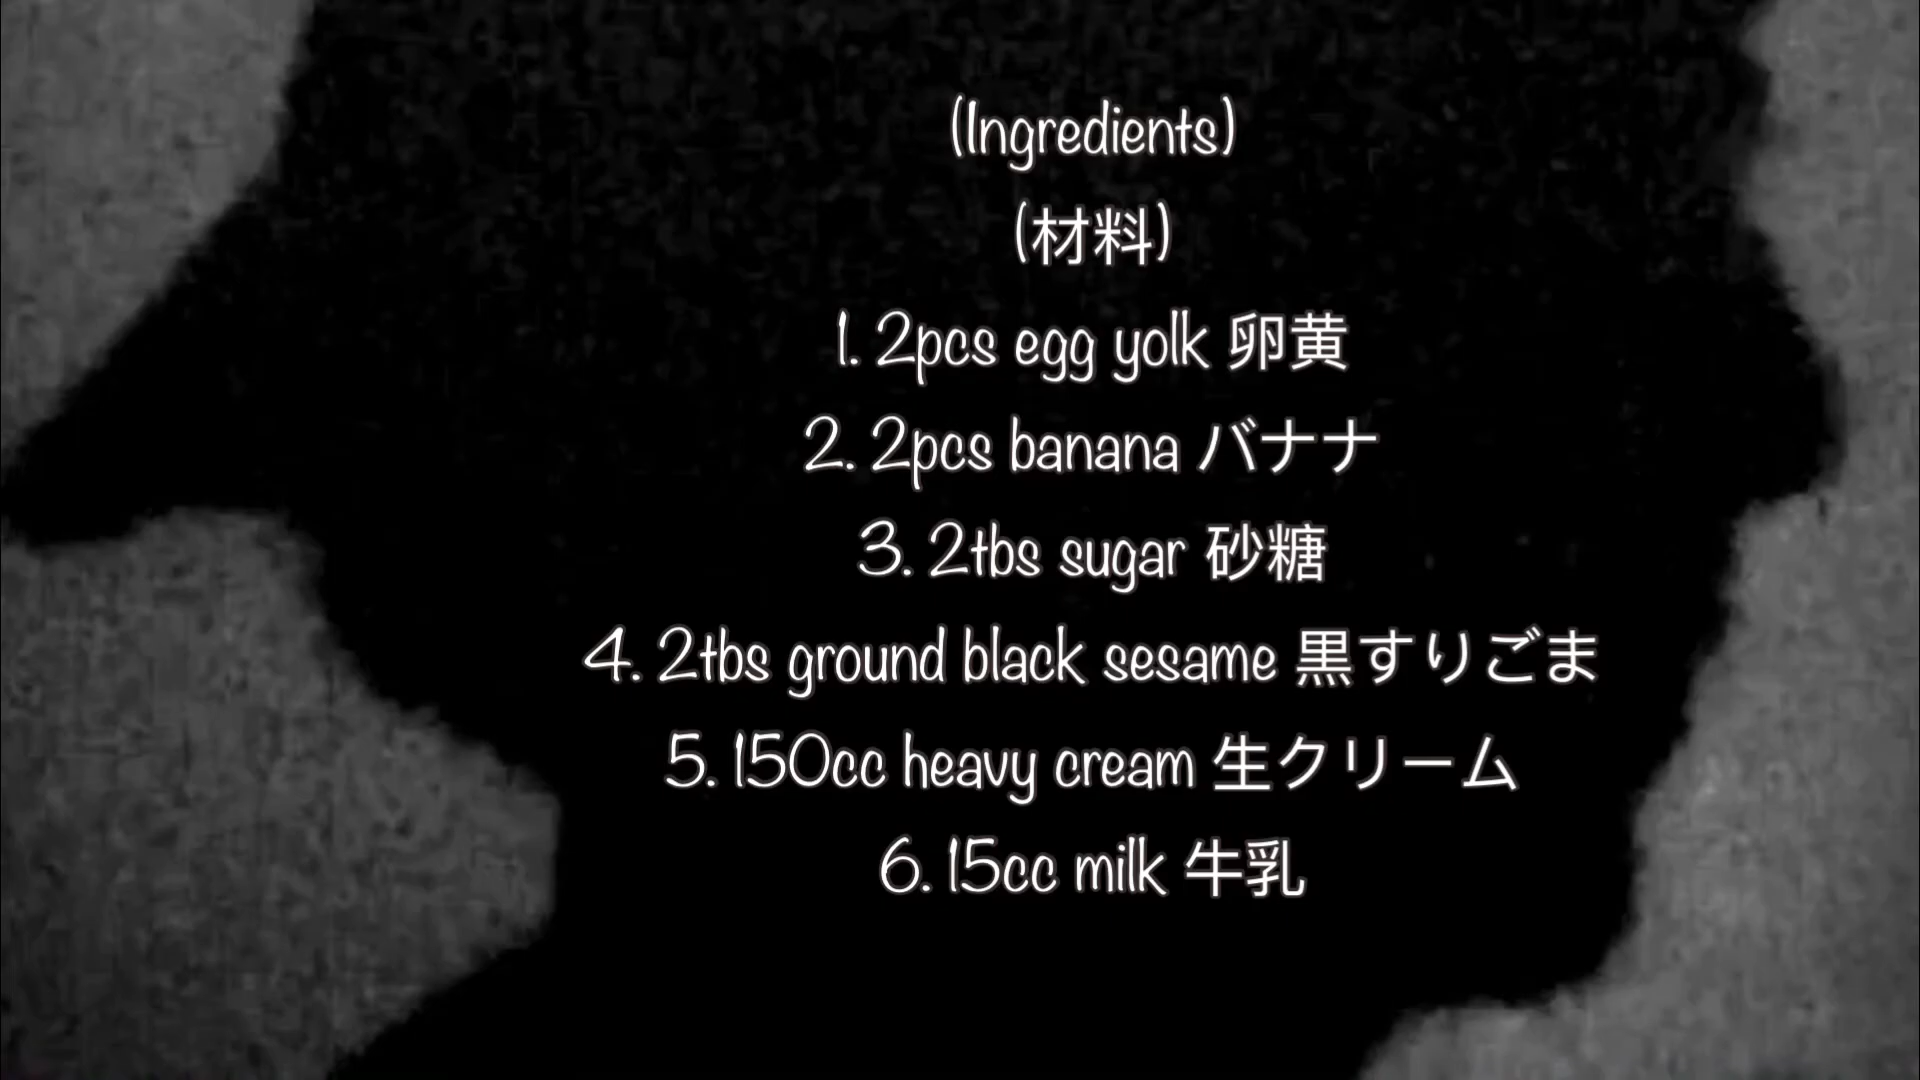 (Ingredients)
(材料)
1. 2pcs egg yolk 卵黄
2. 2pcs banana バナナ
3. 2tbs sugar 砂糖
4. 2tbs ground black sesame 黒すりごま
5. 150cc heavy cream 生クリーム
6. 15cc milk 牛乳